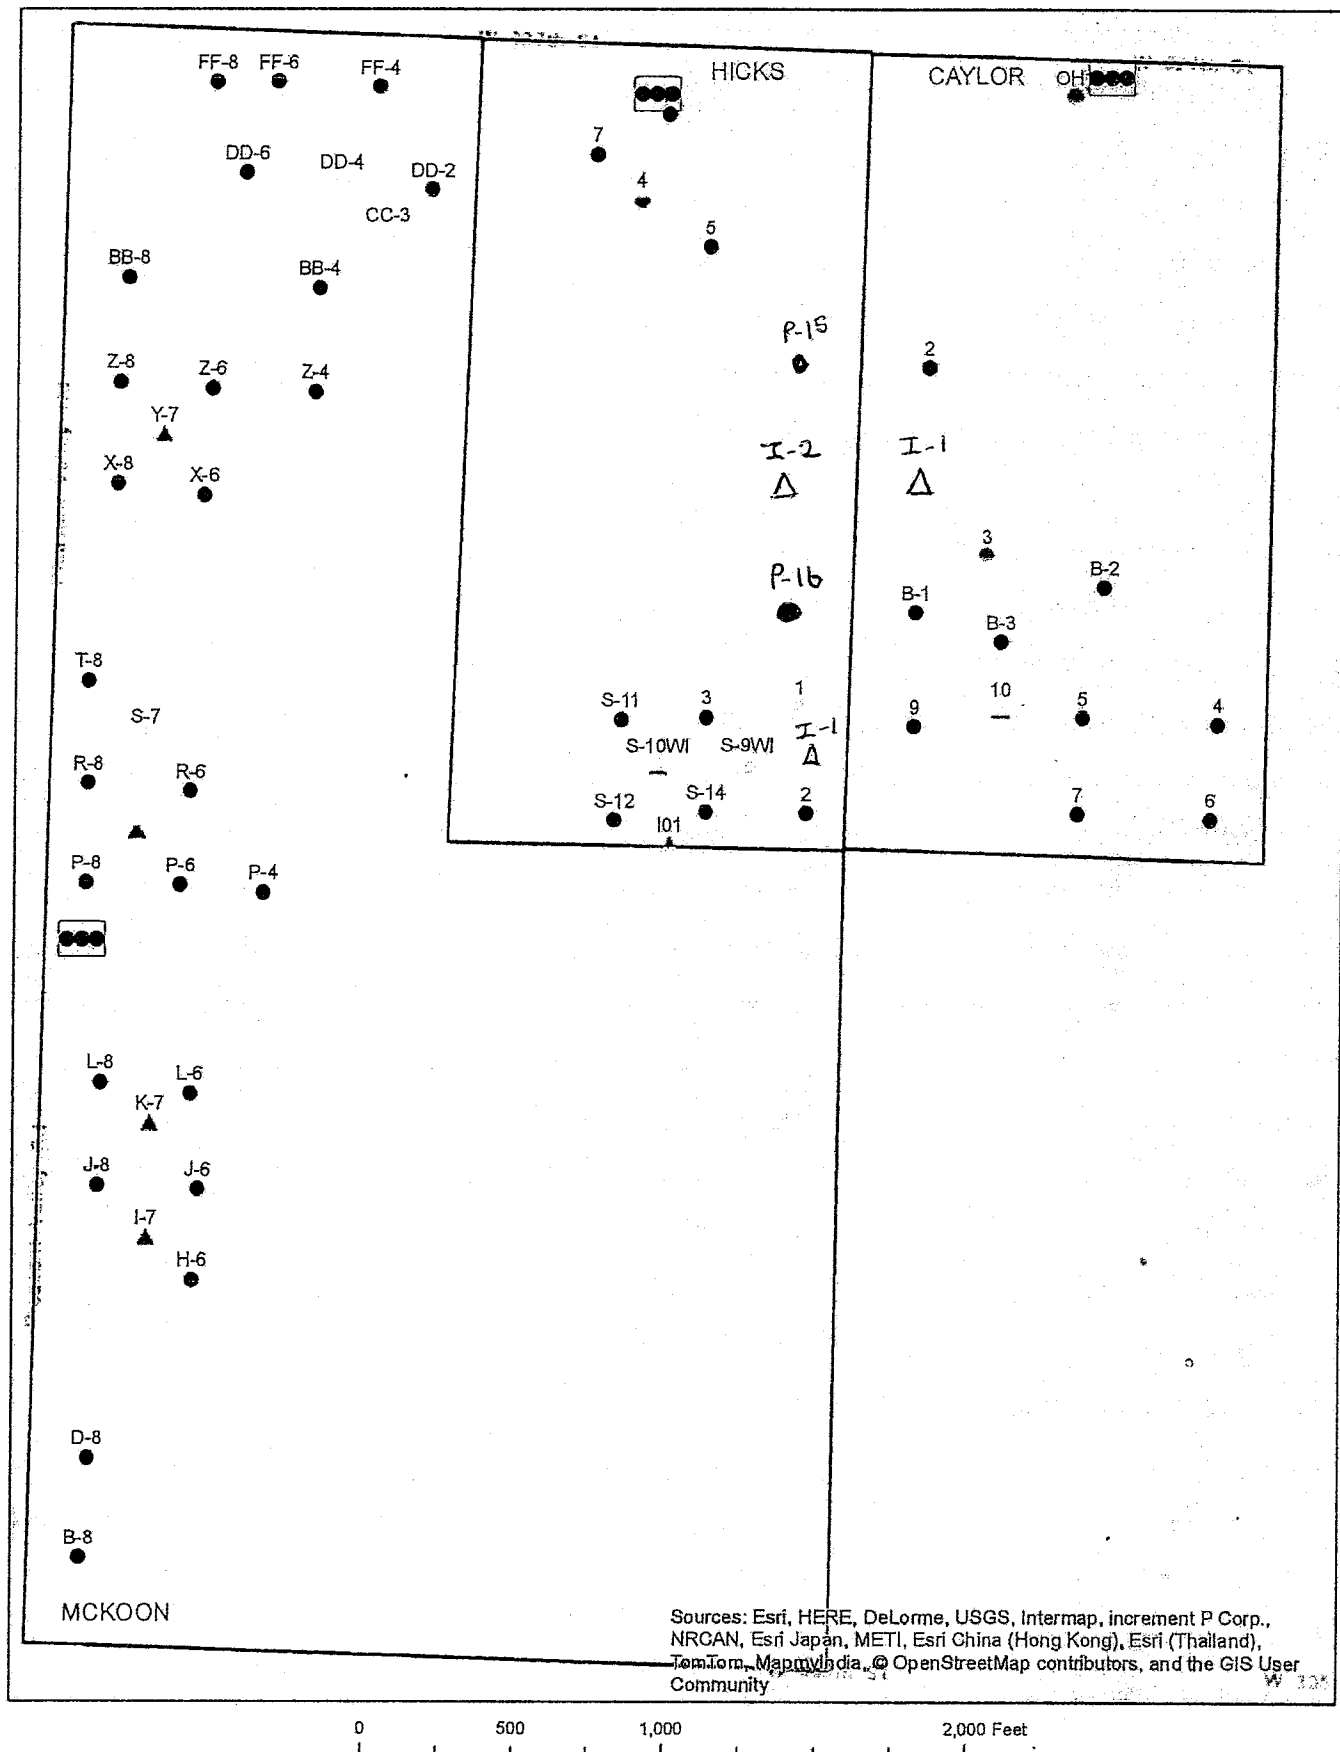 HICKS
CAYLOR
OH
FF-8 FF-6 FF-4
7
DD-6 DD-4 DD-2
4
CC-3
5
BB-8 BB-4
P-15
2
Z-8 Z-6 Z-4
Y-7
I-2 I-1
X-8 X-6
3
P-16
B-1 B-2
B-3
T-8
S-7
S-11 3 1
9 10 5 4
I-1
S-10WI S-9WI
R-8 R-6
S-12 S-14 2
7 6
I01
P-8 P-6 P-4
L-8 L-6
K-7
J-8 J-6
I-7
H-6
D-8
B-8
MCKOON
Sources: Esri, HERE, DeLorme, USGS, Intermap, increment P Corp.,
NRCAN, Esri Japan, METI, Esri China (Hong Kong), Esri (Thailand),
TomTom, MapmyIndia, © OpenStreetMap contributors, and the GIS User
Community
0 500 1,000 2,000 Feet